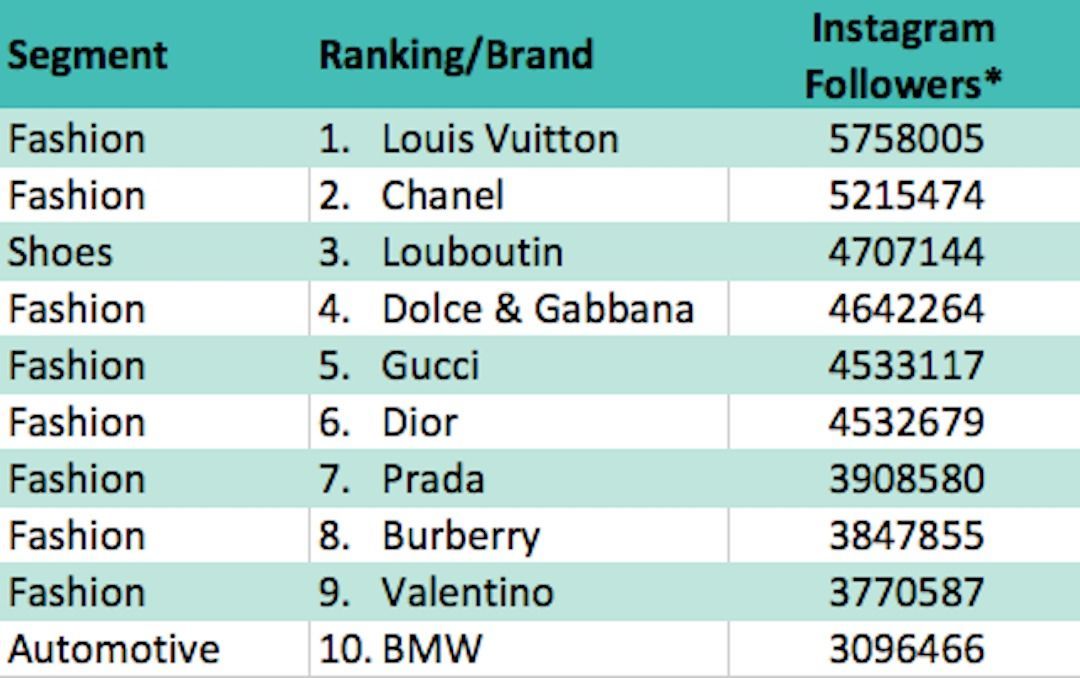 Segment Ranking/Brand Instagram Followers*
Fashion 1. Louis Vuitton 5758005
Fashion 2. Chanel 5215474
Shoes 3. Louboutin 4707144
Fashion 4. Dolce & Gabbana 4642264
Fashion 5. Gucci 4533117
Fashion 6. Dior 4532679
Fashion 7. Prada 3908580
Fashion 8. Burberry 3847855
Fashion 9. Valentino 3770587
Automotive 10. BMW 3096466